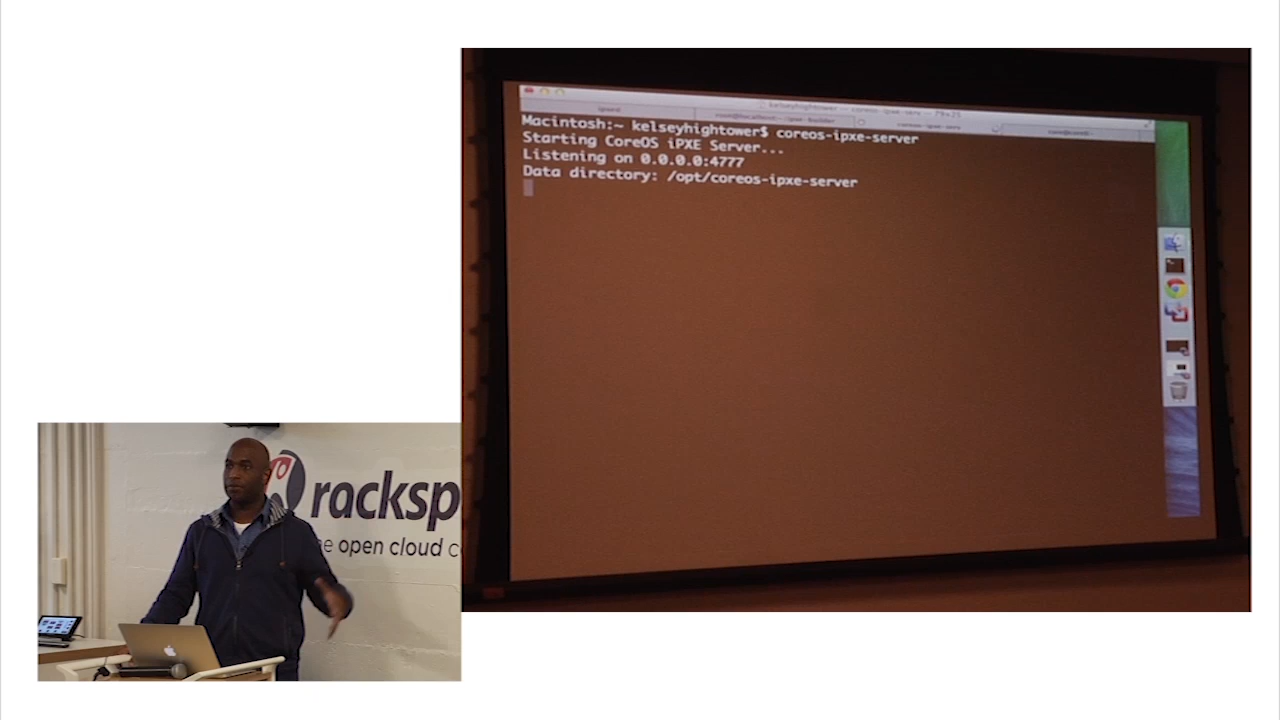 Macintosh:~ kelseyhightower$ coreos-ipxe-server
Starting CoreOS iPXE Server...
Listening on 0.0.0.0:4777
Data directory: /opt/coreos-ipxe-server
racksp
open cloud c